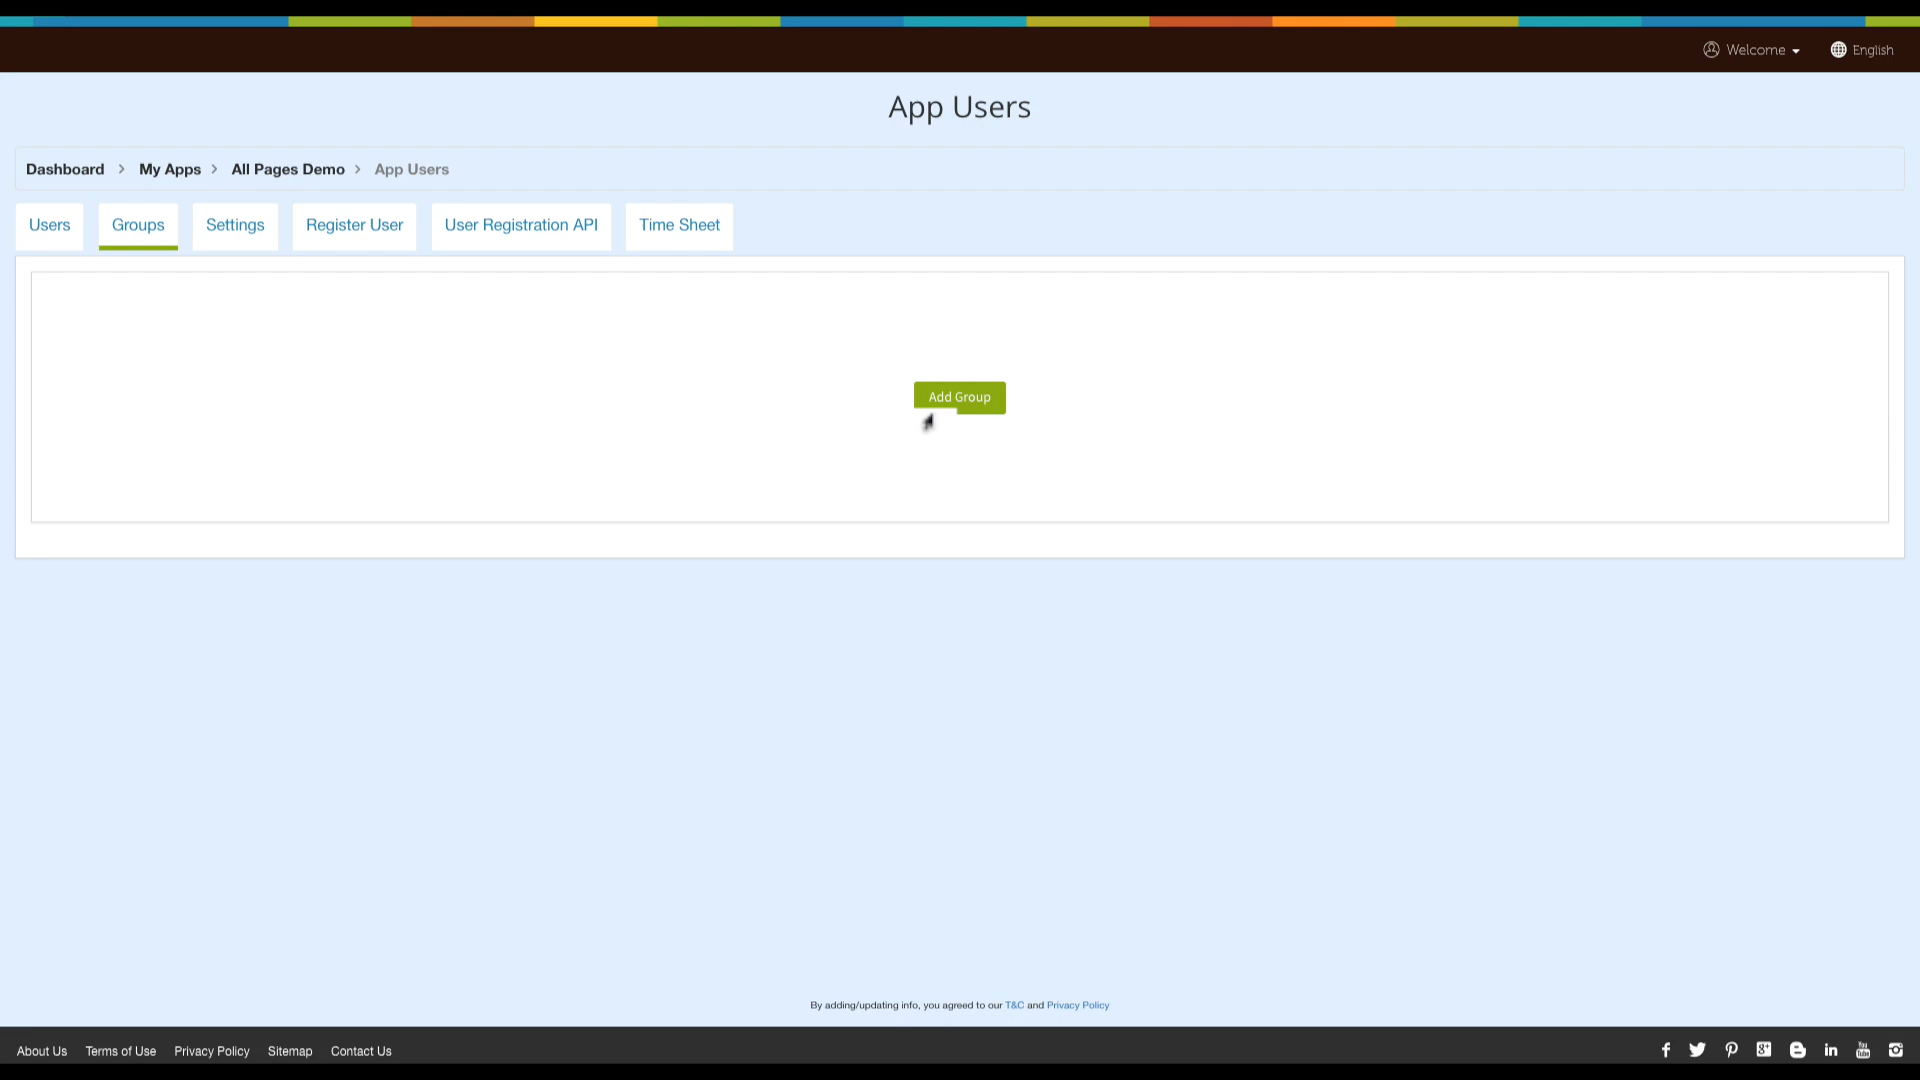 Welcome English
App Users
Dashboard > My Apps > All Pages Demo > App Users
Users Groups Settings Register User User Registration API Time Sheet
Add Group
By adding/updating info, you agreed to our T&C and Privacy Policy
About Us Terms of Use Privacy Policy Sitemap Contact Us